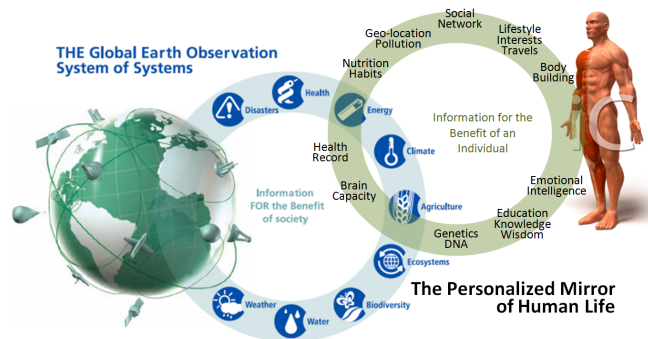 THE Global Earth Observation
System of Systems
Disasters
Health
Energy
Climate
Agriculture
Ecosystems
Biodiversity
Water
Weather
Information
FOR the Benefit
of society
Social
Network
Geo-location
Pollution
Lifestyle
Interests
Travels
Nutrition
Habits
Body
Building
Information for the
Benefit of an
Individual
Health
Record
Brain
Capacity
Emotional
Intelligence
Education
Knowledge
Wisdom
Genetics
DNA
The Personalized Mirror
of Human Life